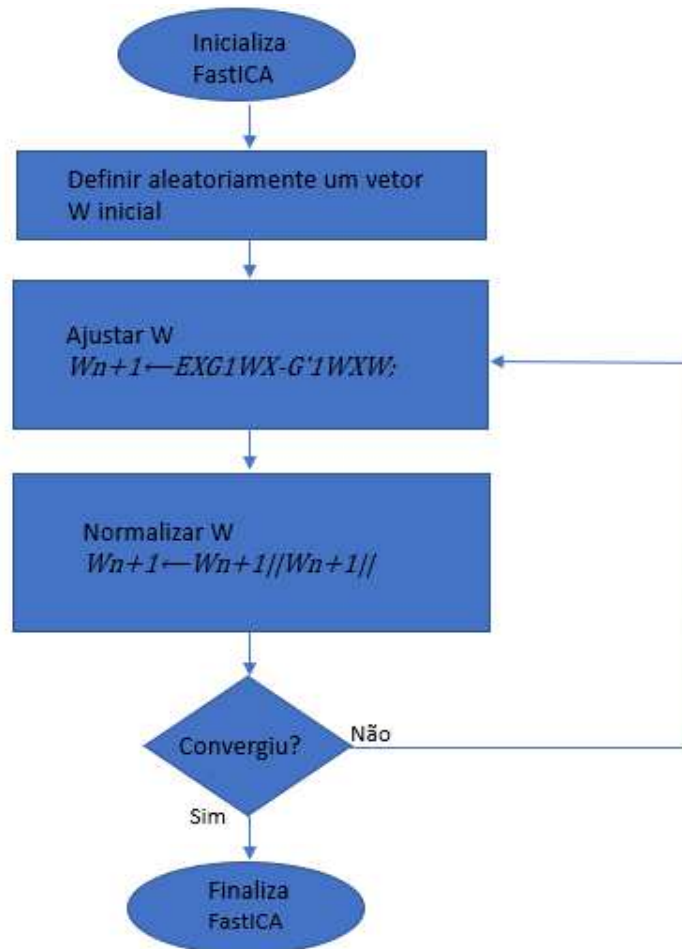 Inicializa
FastICA
Definir aleatoriamente um vetor
W inicial
Ajustar W
Wn+1←EXG1WX-G'1WXW;
Normalizar W
Wn+1←Wn+1//Wn+1//
Convergiu?
Não
Sim
Finaliza
FastICA